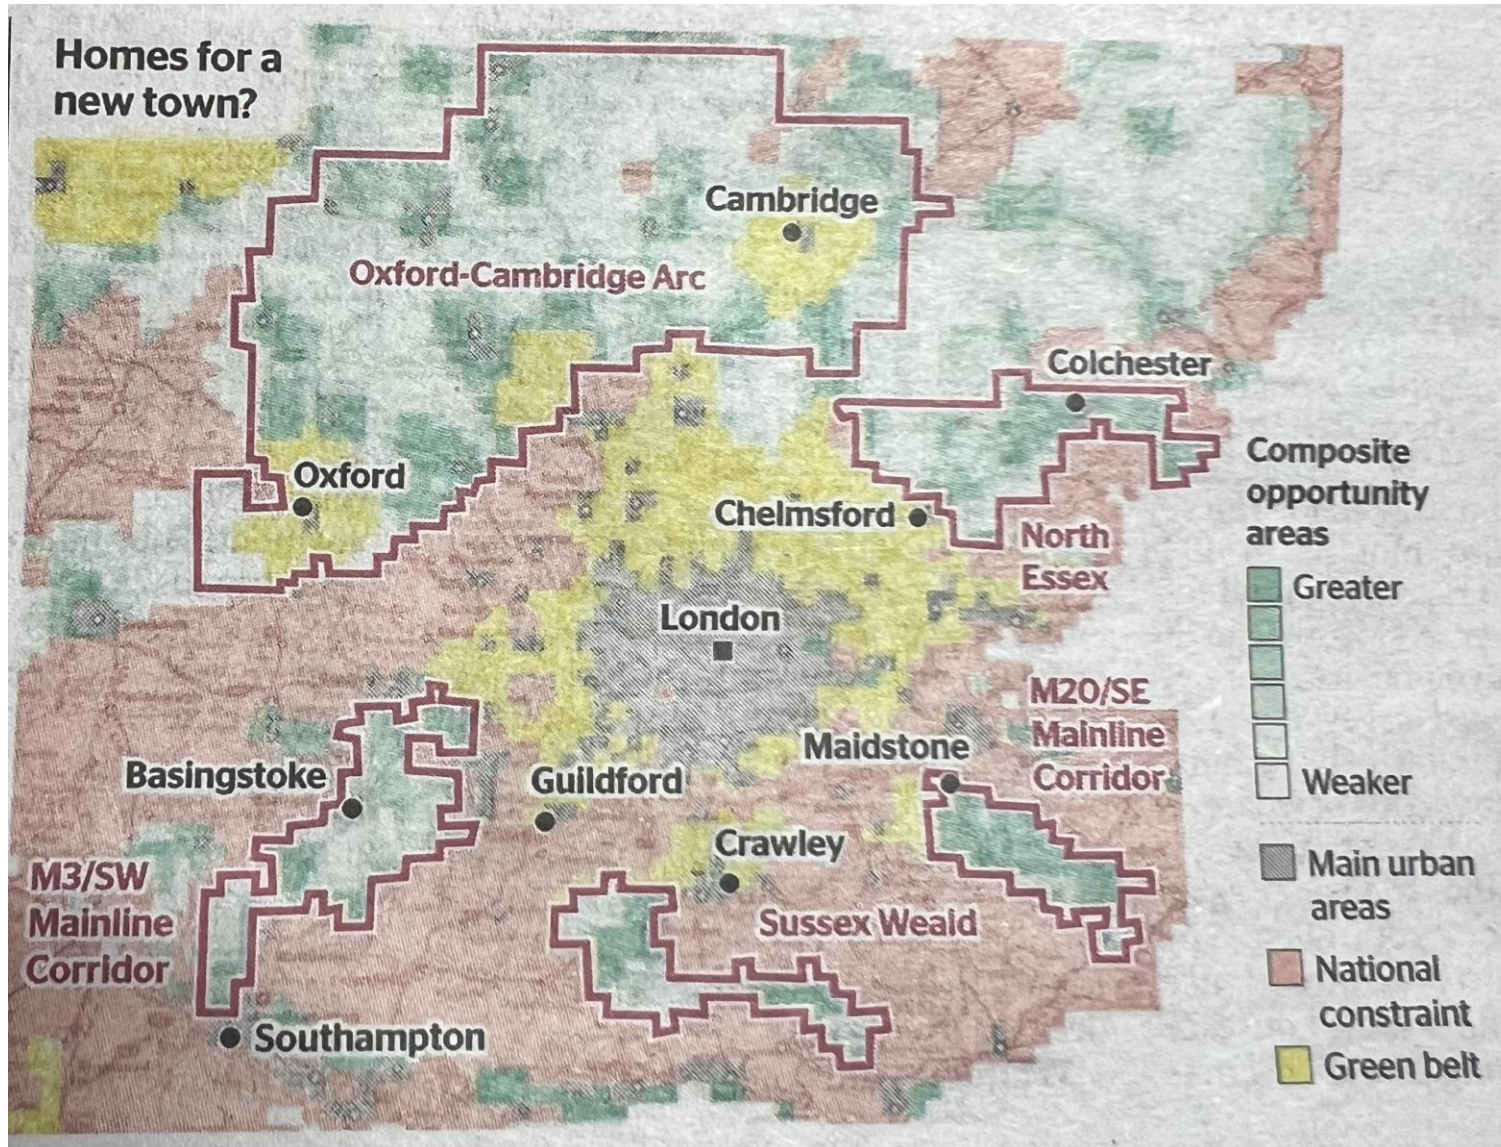 Homes for a
new town?
Cambridge
Oxford-Cambridge Arc
Colchester
Oxford
Chelmsford
North
Essex
London
M20/SE
Mainline
Corridor
Maidstone
Basingstoke
Guildford
Crawley
M3/SW
Mainline
Corridor
Sussex Weald
Southampton
Composite
opportunity
areas
Greater
Weaker
Main urban
areas
National
constraint
Green belt